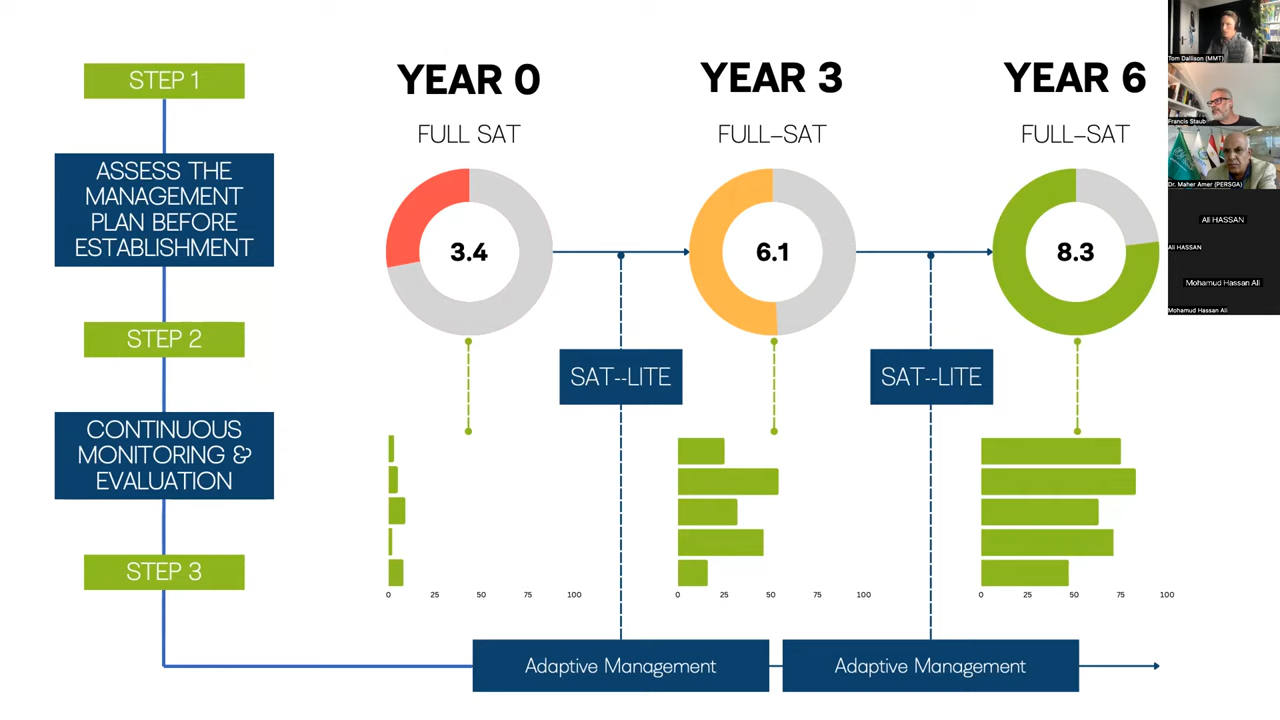 STEP 1
ASSESS THE
MANAGEMENT
PLAN BEFORE
ESTABLISHMENT
STEP 2
CONTINUOUS
MONITORING &
EVALUATION
STEP 3
YEAR 0
FULL SAT
3.4
YEAR 3
FULL-SAT
6.1
YEAR 6
FULL-SAT
8.3
SAT--LITE
SAT--LITE
0 25 50 75 100
0 25 50 75 100
0 25 50 75 100
Adaptive Management
Adaptive Management
Tom Dallison (MMT)
Francis Staub
Dr. Maher Amer (PERSGA)
Ali HASSAN
Ali HASSAN
Mohamud Hassan Ali
Mohamud Hassan Ali